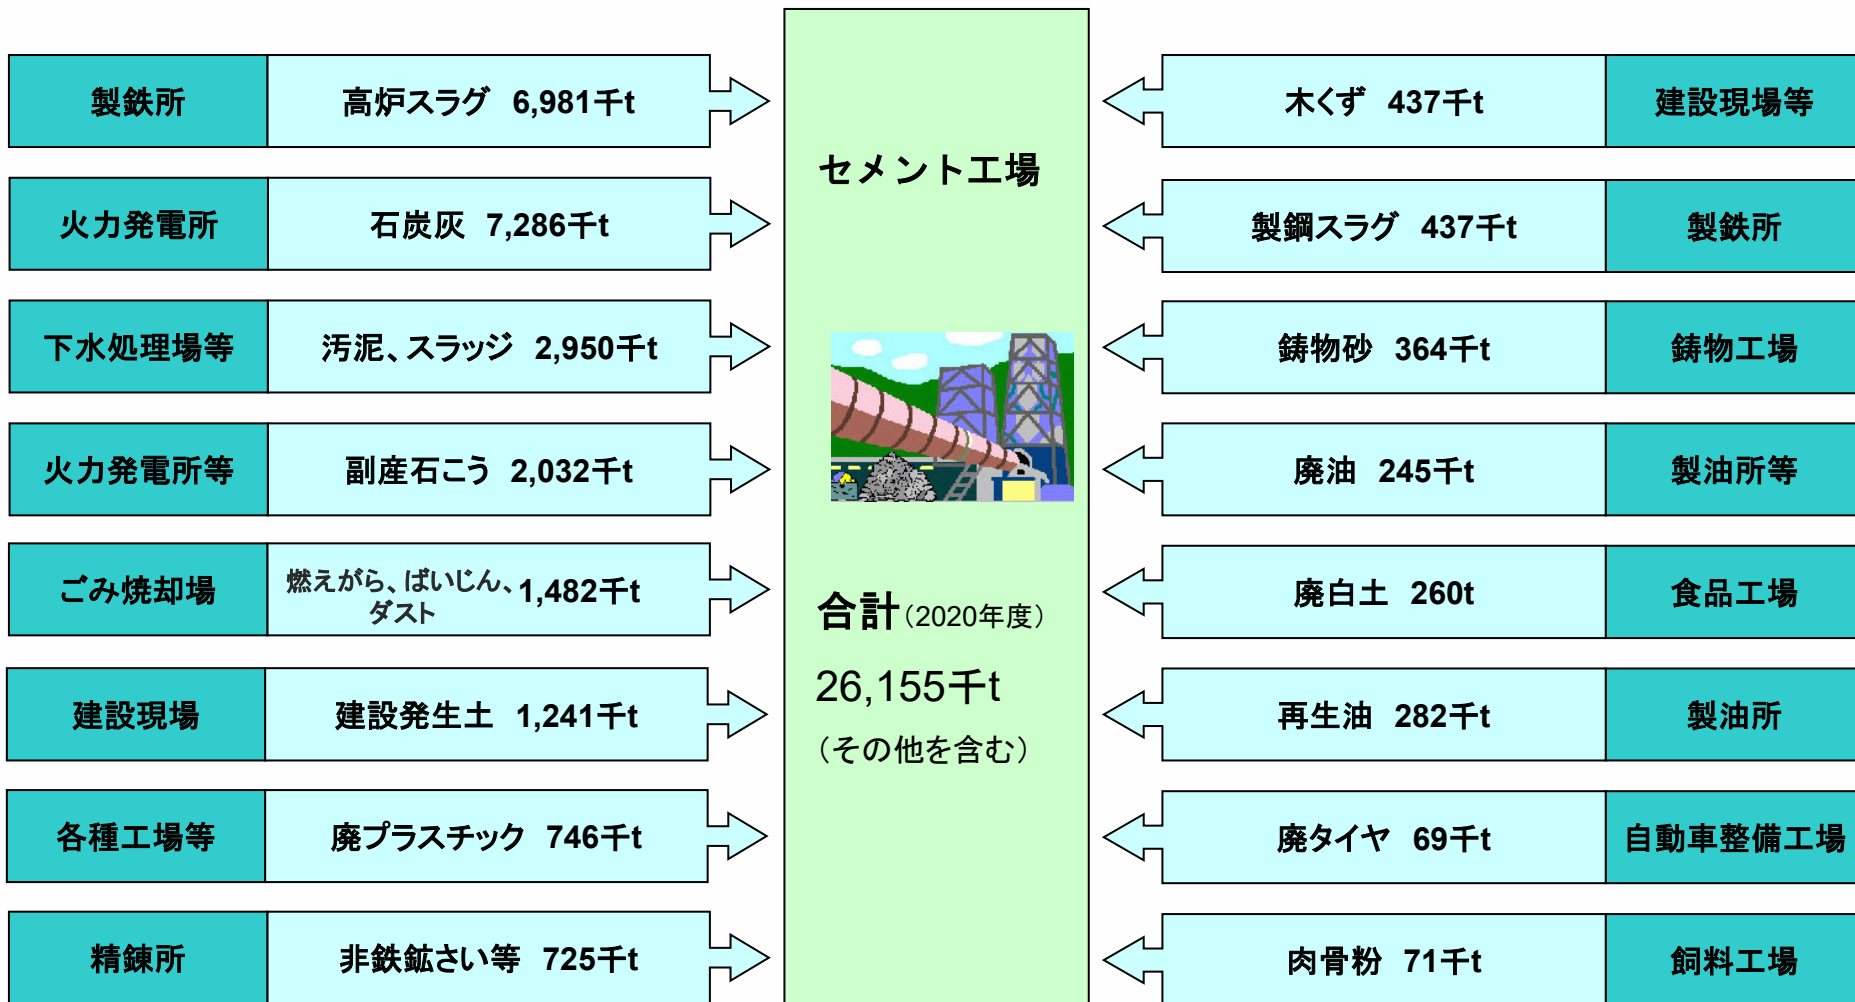 製鉄所 高炉スラグ 6,981千t
火力発電所 石炭灰 7,286千t
下水処理場等 汚泥、スラッジ 2,950千t
火力発電所等 副産石こう 2,032千t
ごみ焼却場 燃えがら、ばいじん、
ダスト 1,482千t
建設現場 建設発生土 1,241千t
各種工場等 廃プラスチック 746千t
精錬所 非鉄鉱さい等 725千t
セメント工場
合計(2020年度)
26,155千t
(その他を含む)
木くず 437千t 建設現場等
製鋼スラグ 437千t 製鉄所
鋳物砂 364千t 鋳物工場
廃油 245千t 製油所等
廃白土 260t 食品工場
再生油 282千t 製油所
廃タイヤ 69千t 自動車整備工場
肉骨粉 71千t 飼料工場